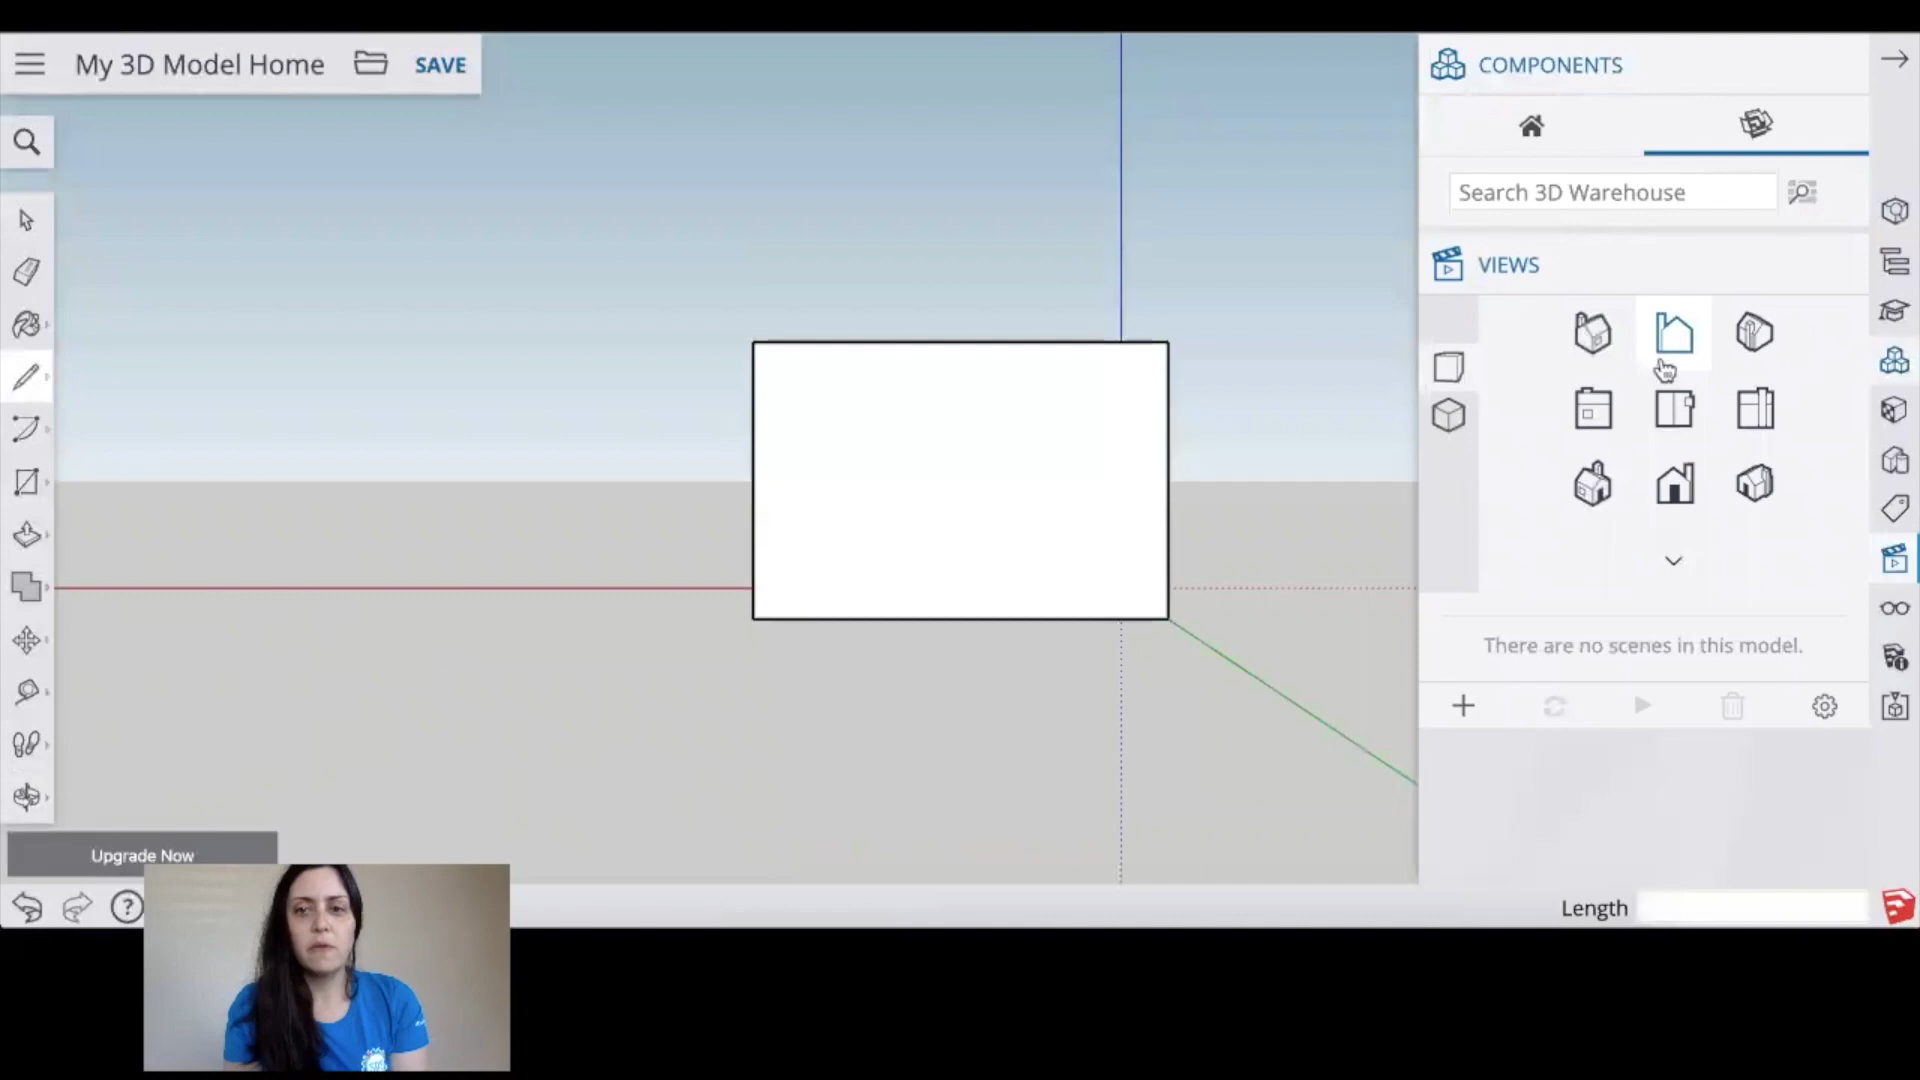 My 3D Model Home
SAVE
COMPONENTS
Search 3D Warehouse
VIEWS
There are no scenes in this model.
Upgrade Now
Length